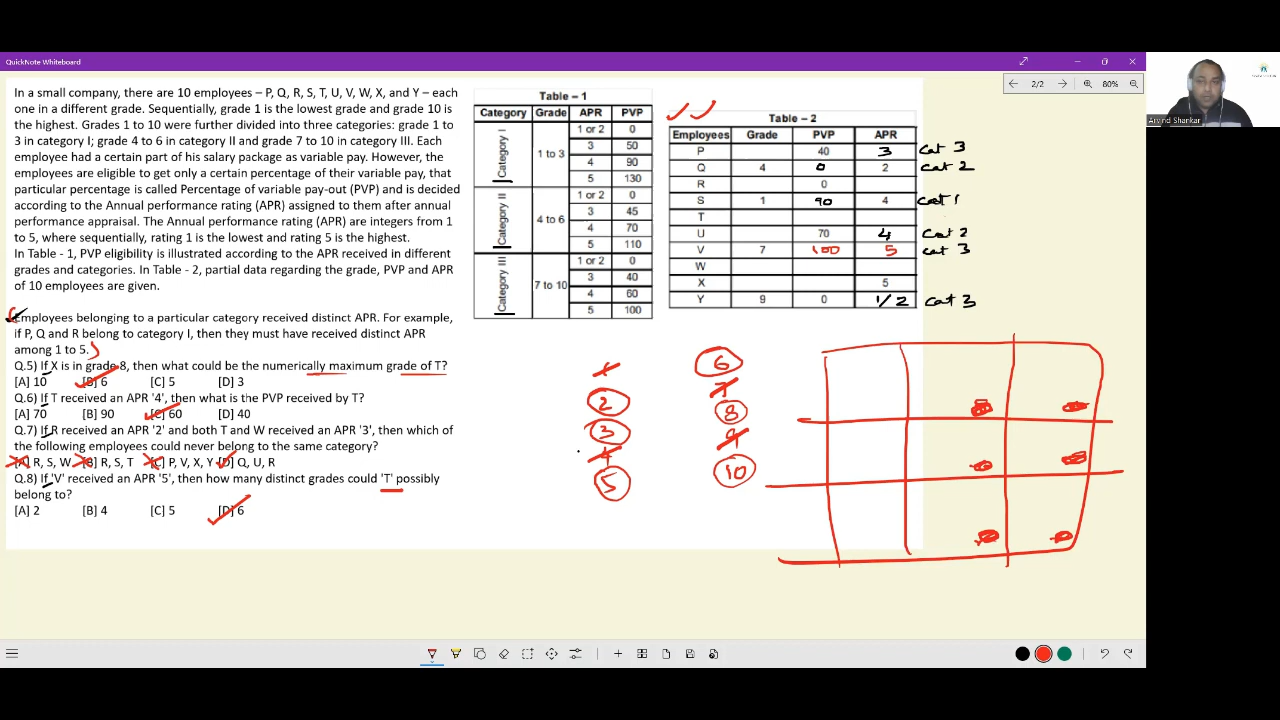 QuickNote Whiteboard
2/2
80%
Arvind Shankar
In a small company, there are 10 employees – P, Q, R, S, T, U, V, W, X, and Y – each
one in a different grade. Sequentially, grade 1 is the lowest grade and grade 10 is
the highest. Grades 1 to 10 were further divided into three categories: grade 1 to
3 in category I; grade 4 to 6 in category II and grade 7 to 10 in category III. Each
employee had a certain part of his salary package as variable pay. However, the
employees are eligible to get only a certain percentage of their variable pay, that
particular percentage is called Percentage of variable pay-out (PVP) and is decided
according to the Annual performance rating (APR) assigned to them after annual
performance appraisal. The Annual performance rating (APR) are integers from 1
to 5, where sequentially, rating 1 is the lowest and rating 5 is the highest.
In Table - 1, PVP eligibility is illustrated according to the APR received in different
grades and categories. In Table - 2, partial data regarding the grade, PVP and APR
of 10 employees are given.
Employees belonging to a particular category received distinct APR. For example,
if P, Q and R belong to category I, then they must have received distinct APR
among 1 to 5.
Q.5) If X is in grade 8, then what could be the numerically maximum grade of T?
[A] 10 [B] 6 [C] 5 [D] 3
Q.6) If T received an APR '4', then what is the PVP received by T?
[A] 70 [B] 90 [C] 60 [D] 40
Q.7) If R received an APR '2' and both T and W received an APR '3', then which of
the following employees could never belong to the same category?
[A] R, S, W [B] R, S, T [C] P, V, X, Y [D] Q, U, R
Q.8) If 'V' received an APR '5', then how many distinct grades could 'T' possibly
belong to?
[A] 2 [B] 4 [C] 5 [D] 6
Table – 1
Category Grade APR PVP
Category I 1 to 3 1 or 2 0
3 50
4 90
5 130
Category II 4 to 6 1 or 2 0
3 45
4 70
5 110
Category III 7 to 10 1 or 2 0
3 40
4 60
5 100
Table – 2
Employees Grade PVP APR
P 40 3 cat 3
Q 4 0 2 cat 2
R 0
S 1 90 4 cat 1
T
U 70 4 cat 2
V 7 100 5 cat 3
W
X 5
Y 9 0 1/2 cat 3
1 6
2 7
3 8
4 9
5 10